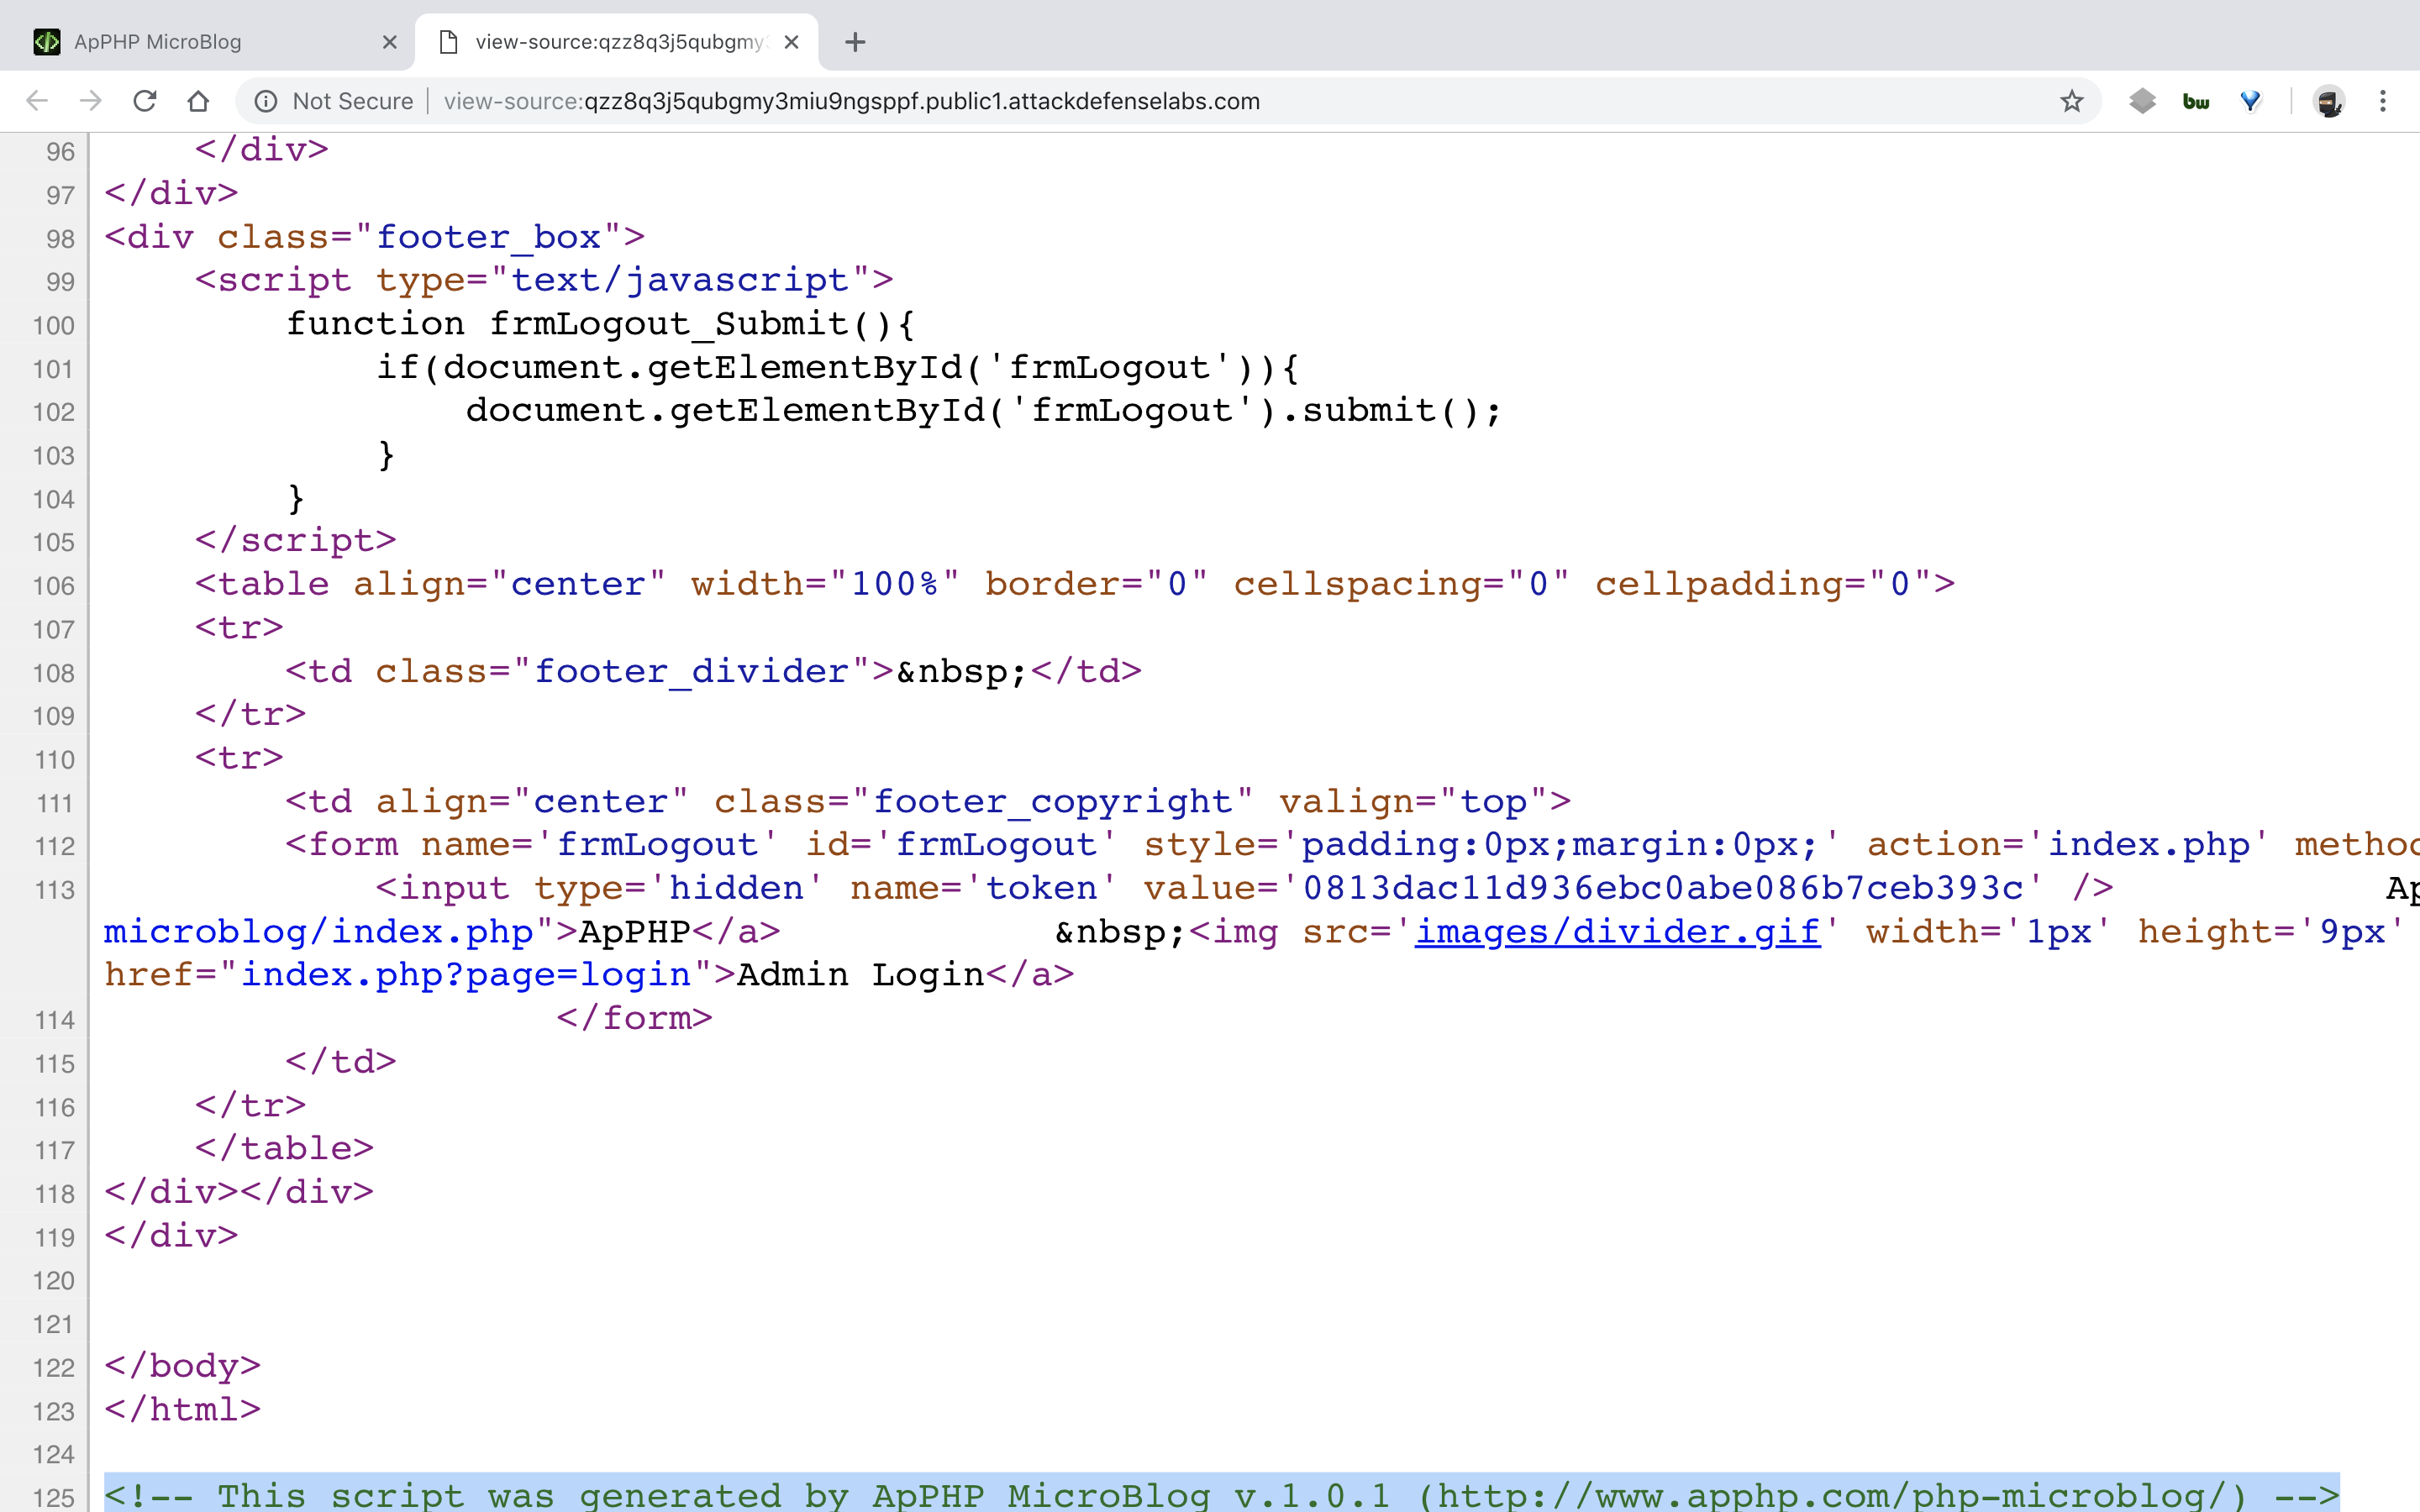 ApPHP MicroBlog
view-source:qzz8q3j5qubgmy
Not Secure view-source:qzz8q3j5qubgmy3miu9ngsppf.public1.attackdefenselabs.com
bw
96 </div>
97 </div>
98 <div class="footer_box">
99 <script type="text/javascript">
100 function frmLogout_Submit(){
101 if(document.getElementById('frmLogout')){
102 document.getElementById('frmLogout').submit();
103 }
104 }
105 </script>
106 <table align="center" width="100%" border="0" cellspacing="0" cellpadding="0">
107 <tr>
108 <td class="footer_divider">&nbsp;</td>
109 </tr>
110 <tr>
111 <td align="center" class="footer_copyright" valign="top">
112 <form name='frmLogout' id='frmLogout' style='padding:0px;margin:0px;' action='index.php'
113 <input type='hidden' name='token' value='0813dac11d936ebc0abe086b7ceb393c' />
microblog/index.php">ApPHP</a> &nbsp;<img src='images/divider.gif' width='1px' height='9px'
href="index.php?page=login">Admin Login</a>
114 </form>
115 </td>
116 </tr>
117 </table>
118 </div></div>
119 </div>
120
121
122 </body>
123 </html>
124
125 <!-- This script was generated by ApPHP MicroBlog v.1.0.1 (http://www.apphp.com/php-microblog/) -->